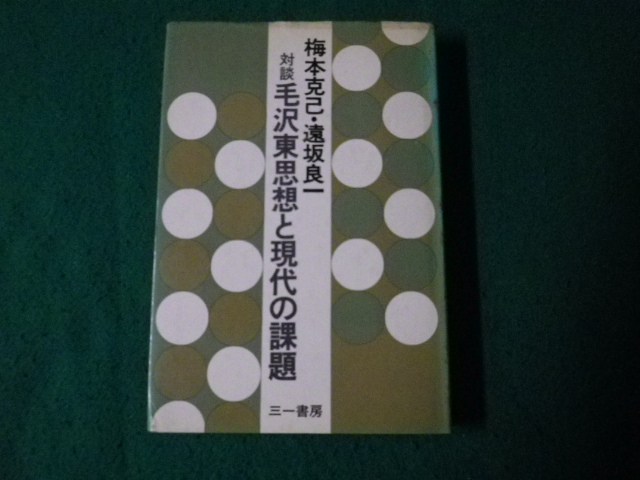 梅本克己・遠坂良一
対談
毛沢東思想と現代の課題
三一書房